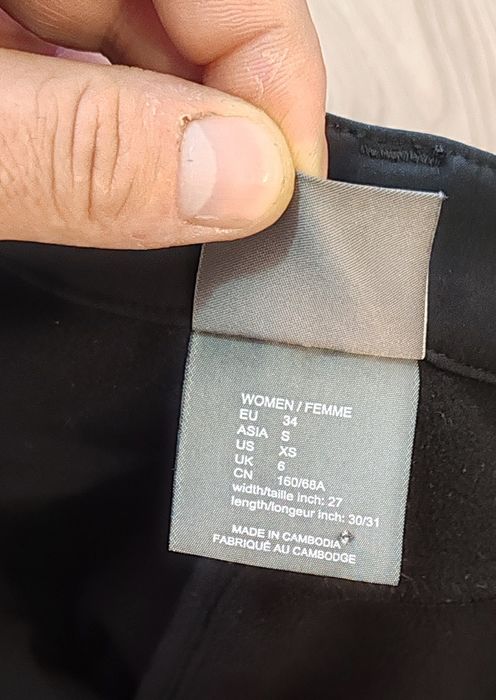 WOMEN / FEMME
EU 34
ASIA S
US XS
UK 6
CN 160/68A
width/taille inch: 27
length/longeur inch: 30/31
MADE IN CAMBODIA
FABRIQUÉ AU CAMBODGE